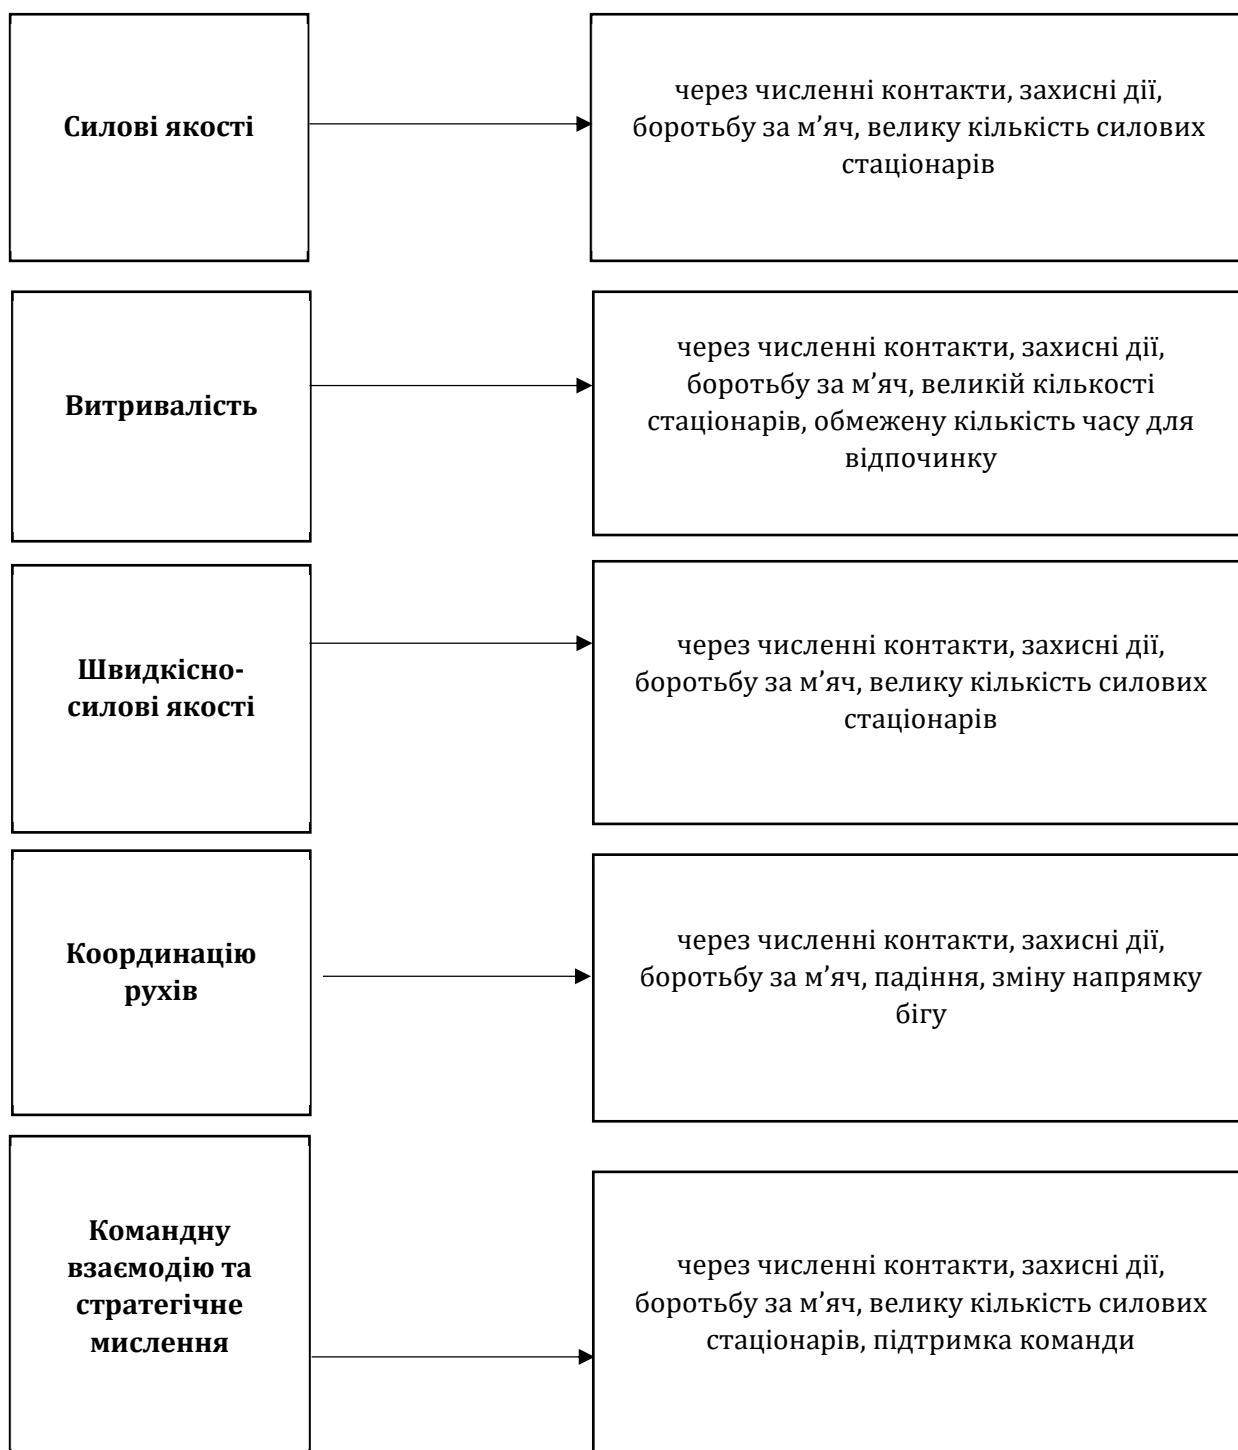 Силові якості
через численні контакти, захисні дії,
боротьбу за м’яч, велику кількість силових
стаціонарів
Витривалість
через численні контакти, захисні дії,
боротьбу за м’яч, великій кількості
стаціонарів, обмежену кількість часу для
відпочинку
Швидкісно-
силові якості
через численні контакти, захисні дії,
боротьбу за м’яч, велику кількість силових
стаціонарів
Координацію
рухів
через численні контакти, захисні дії,
боротьбу за м’яч, падіння, зміну напрямку
бігу
Командну
взаємодію та
стратегічне
мислення
через численні контакти, захисні дії,
боротьбу за м’яч, велику кількість силових
стаціонарів, підтримка команди